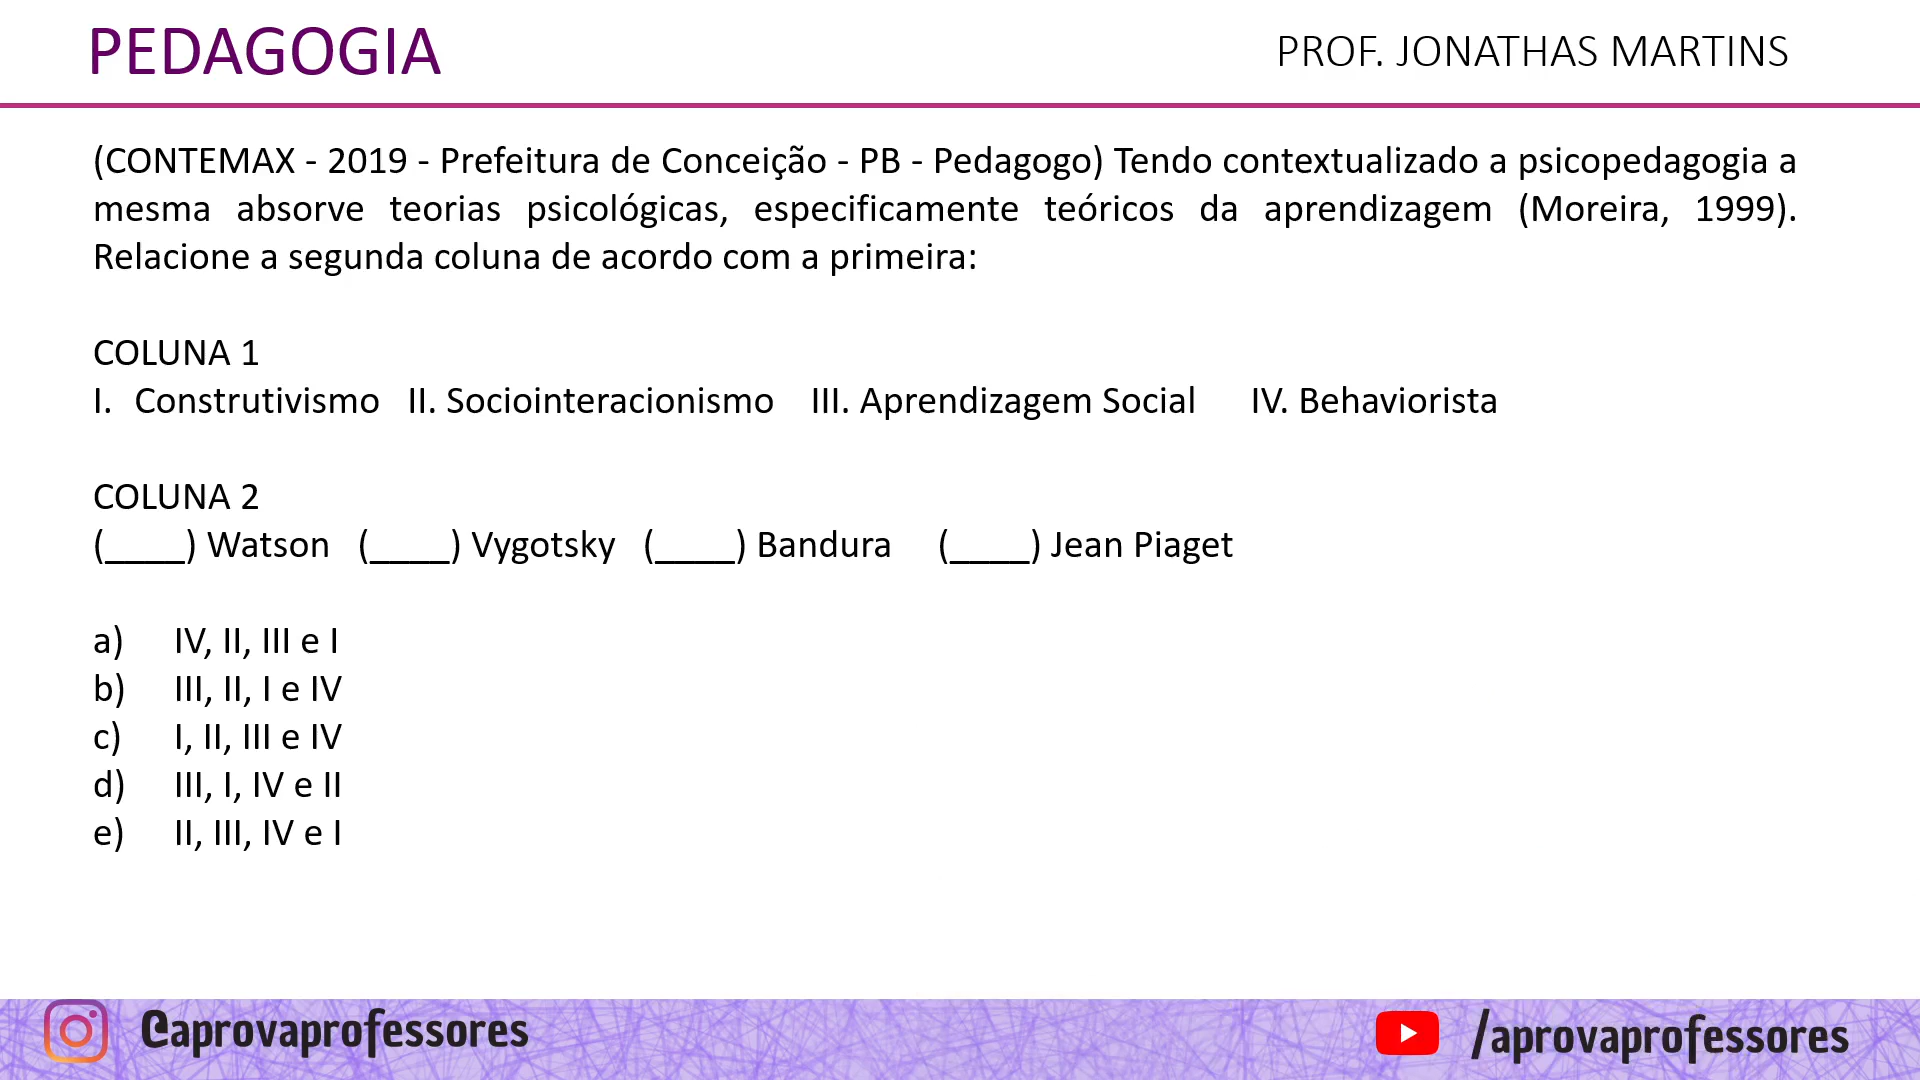 PEDAGOGIA
PROF. JONATHAS MARTINS
(CONTEMAX - 2019 - Prefeitura de Conceição - PB - Pedagogo) Tendo contextualizado a psicopedagogia a
mesma absorve teorias psicológicas, especificamente teóricos da aprendizagem (Moreira, 1999).
Relacione a segunda coluna de acordo com a primeira:
COLUNA 1
I. Construtivismo II. Sociointeracionismo III. Aprendizagem Social IV. Behaviorista
COLUNA 2
(____) Watson (____) Vygotsky (____) Bandura (____) Jean Piaget
a) IV, II, III e I
b) III, II, I e IV
c) I, II, III e IV
d) III, I, IV e II
e) II, III, IV e I
@aprovaprofessores
/aprovaprofessores